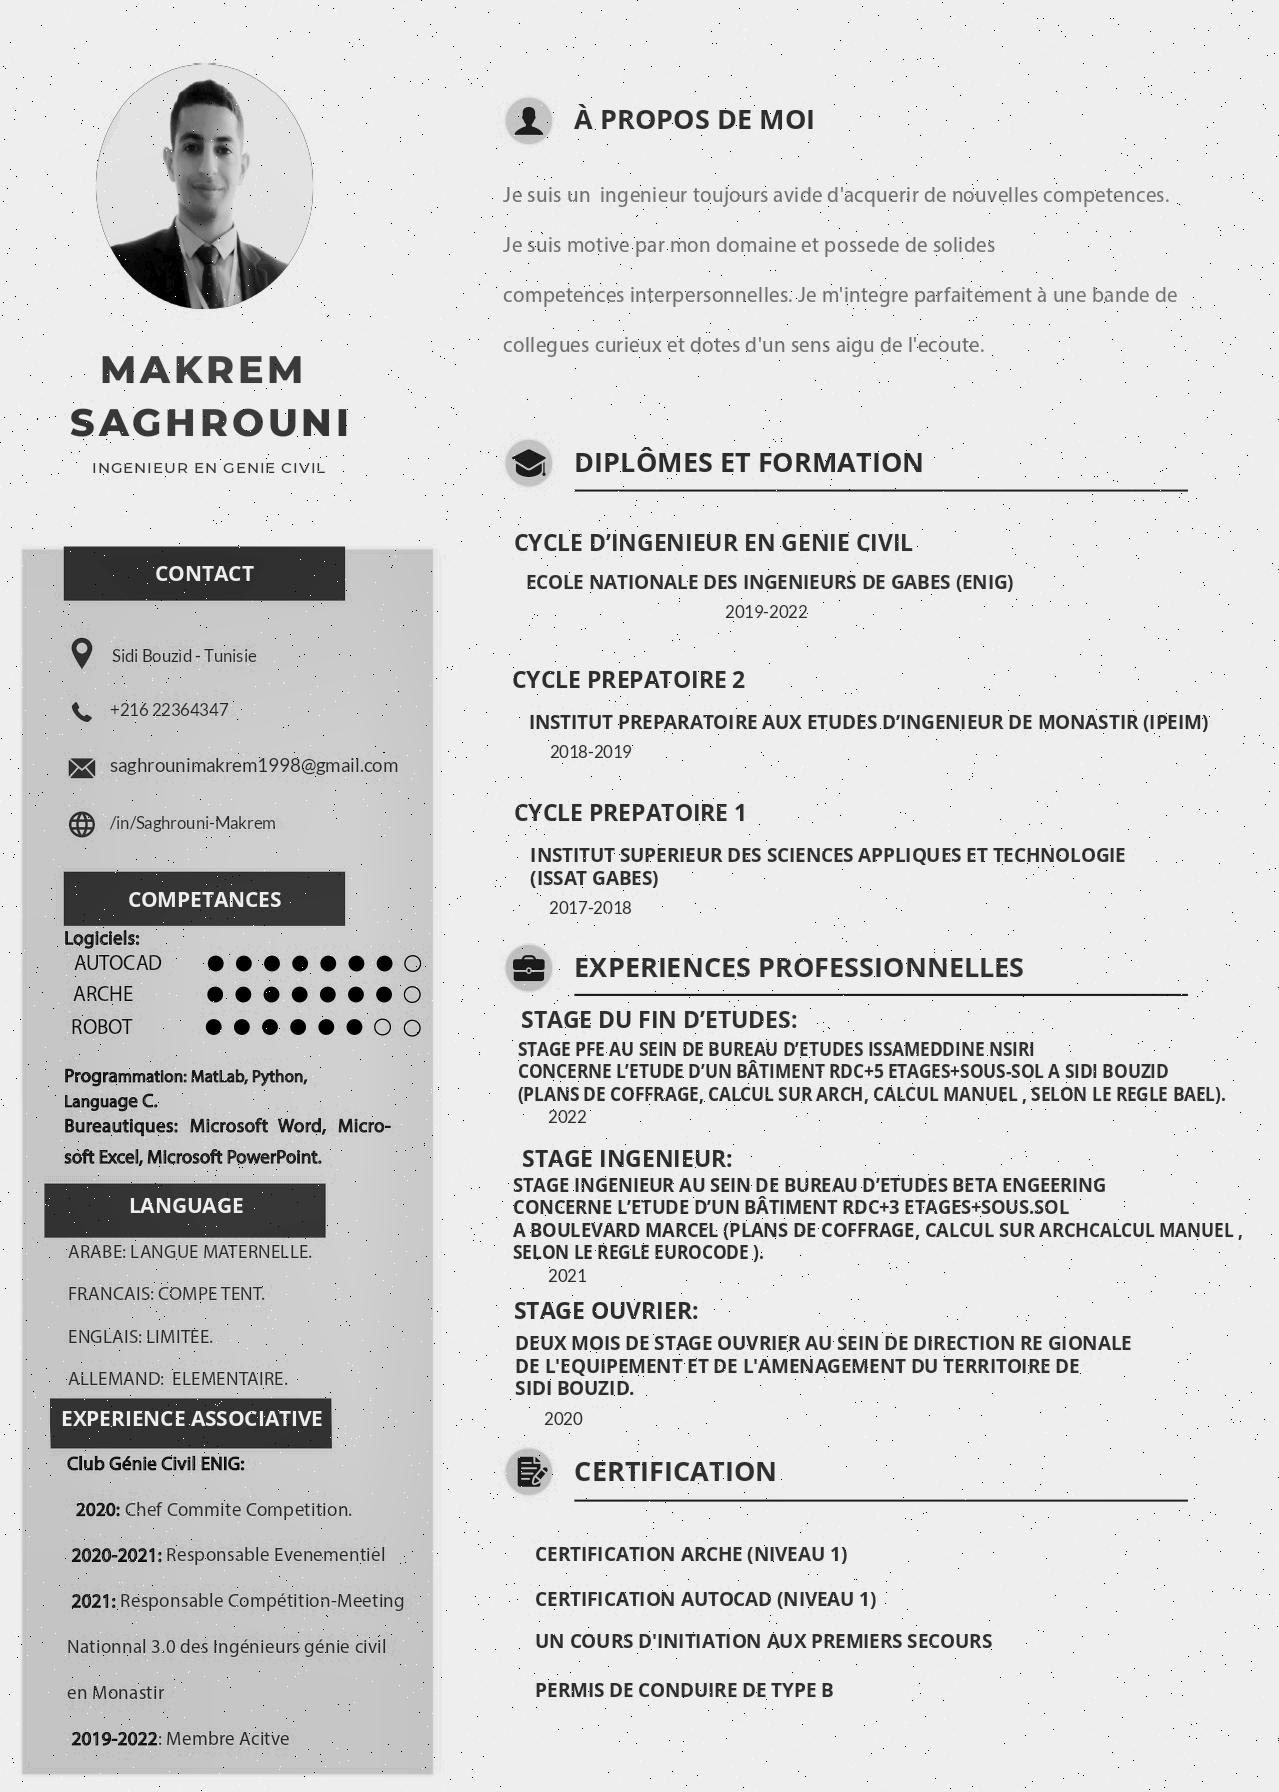 MAKREM
SAGHROUNI
INGENIEUR EN GENIE CIVIL
CONTACT
Sidi Bouzid - Tunisie
+216 22364347
saghrounimakrem1998@gmail.com
/in/Saghrouni-Makrem
COMPETANCES
Logiciels:
AUTOCAD
ARCHE
ROBOT
Programmation: MatLab, Python,
Language C.
Bureautiques: Microsoft Word, Micro-
soft Excel, Microsoft PowerPoint.
LANGUAGE
ARABE: LANGUE MATERNELLE.
FRANCAIS: COMPE TENT.
ENGLAIS: LIMITÉE.
ALLEMAND: ELEMENTAIRE.
EXPERIENCE ASSOCIATIVE
Club Génie Civil ENIG:
2020: Chef Commite Competition.
2020-2021: Responsable Evenementiel
2021: Responsable Compétition-Meeting
Nationnal 3.0 des Ingénieurs génie civil
en Monastir
2019-2022: Membre Acitve
À PROPOS DE MOI
Je suis un ingenieur toujours avide d'acquerir de nouvelles competences.
Je suis motive par mon domaine et possede de solides
competences interpersonnelles. Je m'integre parfaitement à une bande de
collegues curieux et dotes d'un sens aigu de l'ecoute.
DIPLÔMES ET FORMATION
CYCLE D'INGENIEUR EN GENIE CIVIL
ECOLE NATIONALE DES INGENIEURS DE GABES (ENIG)
2019-2022
CYCLE PREPATOIRE 2
INSTITUT PREPARATOIRE AUX ETUDES D'INGENIEUR DE MONASTIR (IPEIM)
2018-2019
CYCLE PREPATOIRE 1
INSTITUT SUPERIEUR DES SCIENCES APPLIQUES ET TECHNOLOGIE
(ISSAT GABES)
2017-2018
EXPERIENCES PROFESSIONNELLES
STAGE DU FIN D'ETUDES:
STAGE PFE AU SEIN DE BUREAU D'ETUDES ISSAMEDDINE NSIRI
CONCERNE L'ETUDE D'UN BÂTIMENT RDC+5 ETAGES+SOUS-SOL A SIDI BOUZID
(PLANS DE COFFRAGE, CALCUL SUR ARCH, CALCUL MANUEL , SELON LE REGLE BAEL).
2022
STAGE INGENIEUR:
STAGE INGENIEUR AU SEIN DE BUREAU D'ETUDES BETA ENGEERING
CONCERNE L'ETUDE D'UN BÂTIMENT RDC+3 ETAGES+SOUS.SOL
A BOULEVARD MARCEL (PLANS DE COFFRAGE, CALCUL SUR ARCHCALCUL MANUEL ,
SELON LE REGLE EUROCODE ).
2021
STAGE OUVRIER:
DEUX MOIS DE STAGE OUVRIER AU SEIN DE DIRECTION RE GIONALE
DE L'EQUIPEMENT ET DE L'AMENAGEMENT DU TERRITOIRE DE
SIDI BOUZID.
2020
CERTIFICATION
CERTIFICATION ARCHE (NIVEAU 1)
CERTIFICATION AUTOCAD (NIVEAU 1)
UN COURS D'INITIATION AUX PREMIERS SECOURS
PERMIS DE CONDUIRE DE TYPE B